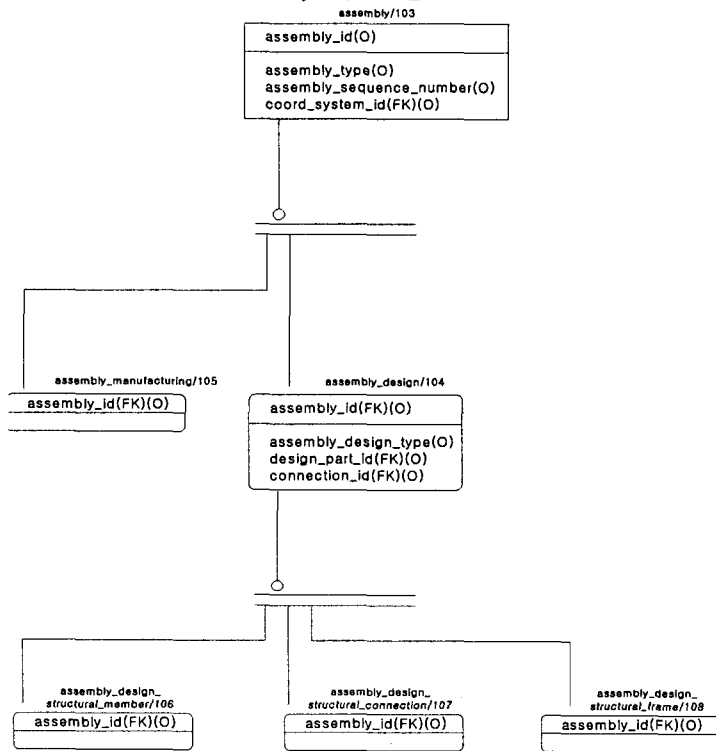 assembly/103
assembly_id(O)
assembly_type(O)
assembly_sequence_number(O)
coord_system_id(FK)(O)
assembly_manufacturing/105
assembly_id(FK)(O)
assembly_design/104
assembly_id(FK)(O)
assembly_design_type(O)
design_part_id(FK)(O)
connection_id(FK)(O)
assembly_design_
structural_member/106
assembly_id(FK)(O)
assembly_design_
structural_connection/107
assembly_id(FK)(O)
assembly_design_
structural_frame/108
assembly_id(FK)(O)